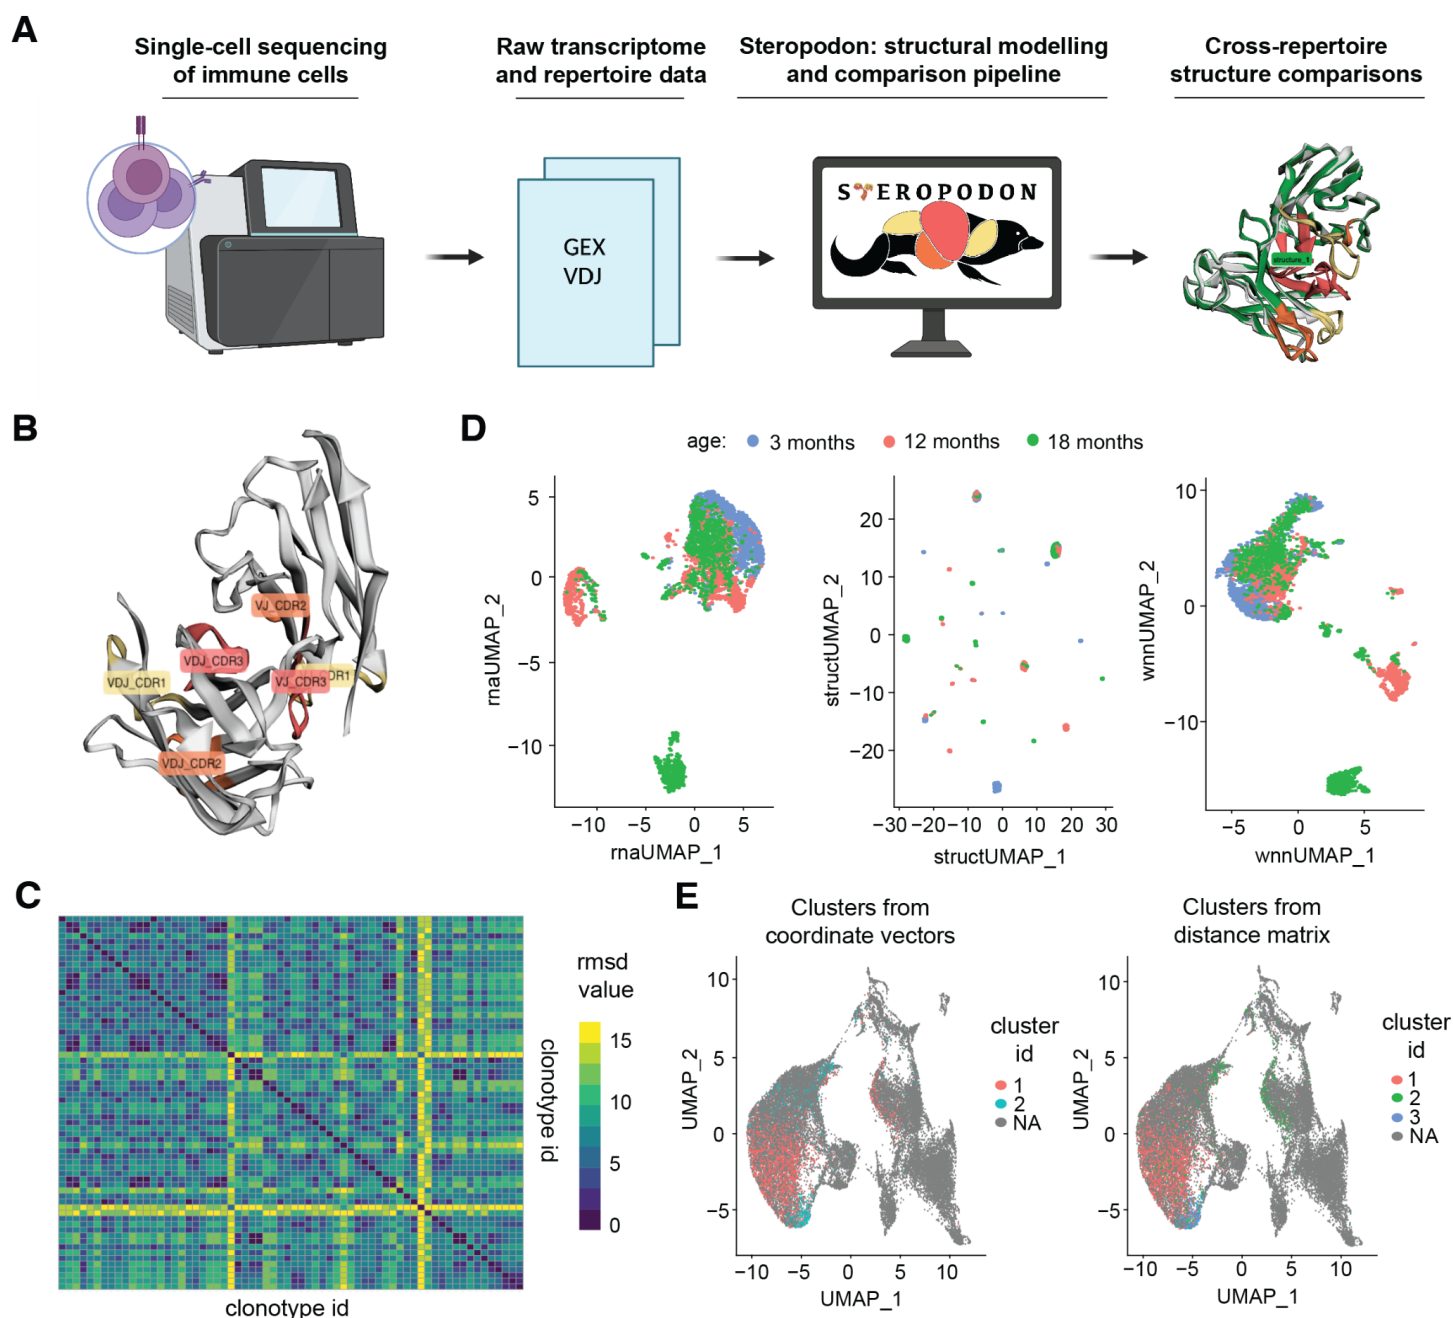 A
Single-cell sequencing
of immune cells
Raw transcriptome
and repertoire data
Steropodon: structural modelling
and comparison pipeline
Cross-repertoire
structure comparisons
GEX
VDJ
S EROPODON
structure_1
B
VJ_CDR2
VDJ_CDR3
VDJ_CDR1
VJ_CDR3
DR1
VDJ_CDR2
C
rmsd
value
15
10
5
0
clonotype id
clonotype id
D
age: 3 months 12 months 18 months
5
0
−5
−10
rnaUMAP_2
−10 −5 0 5
rnaUMAP_1
20
10
0
−10
−20
structUMAP_2
−30 −20 −10 0 10 20 30
structUMAP_1
10
0
−10
wnnUMAP_2
−5 0 5
wnnUMAP_1
E
Clusters from
coordinate vectors
10
5
0
−5
UMAP_2
−10 −5 0 5 10
UMAP_1
cluster
id
1
2
NA
Clusters from
distance matrix
10
5
0
−5
UMAP_2
−10 −5 0 5 10
UMAP_1
cluster
id
1
2
3
NA